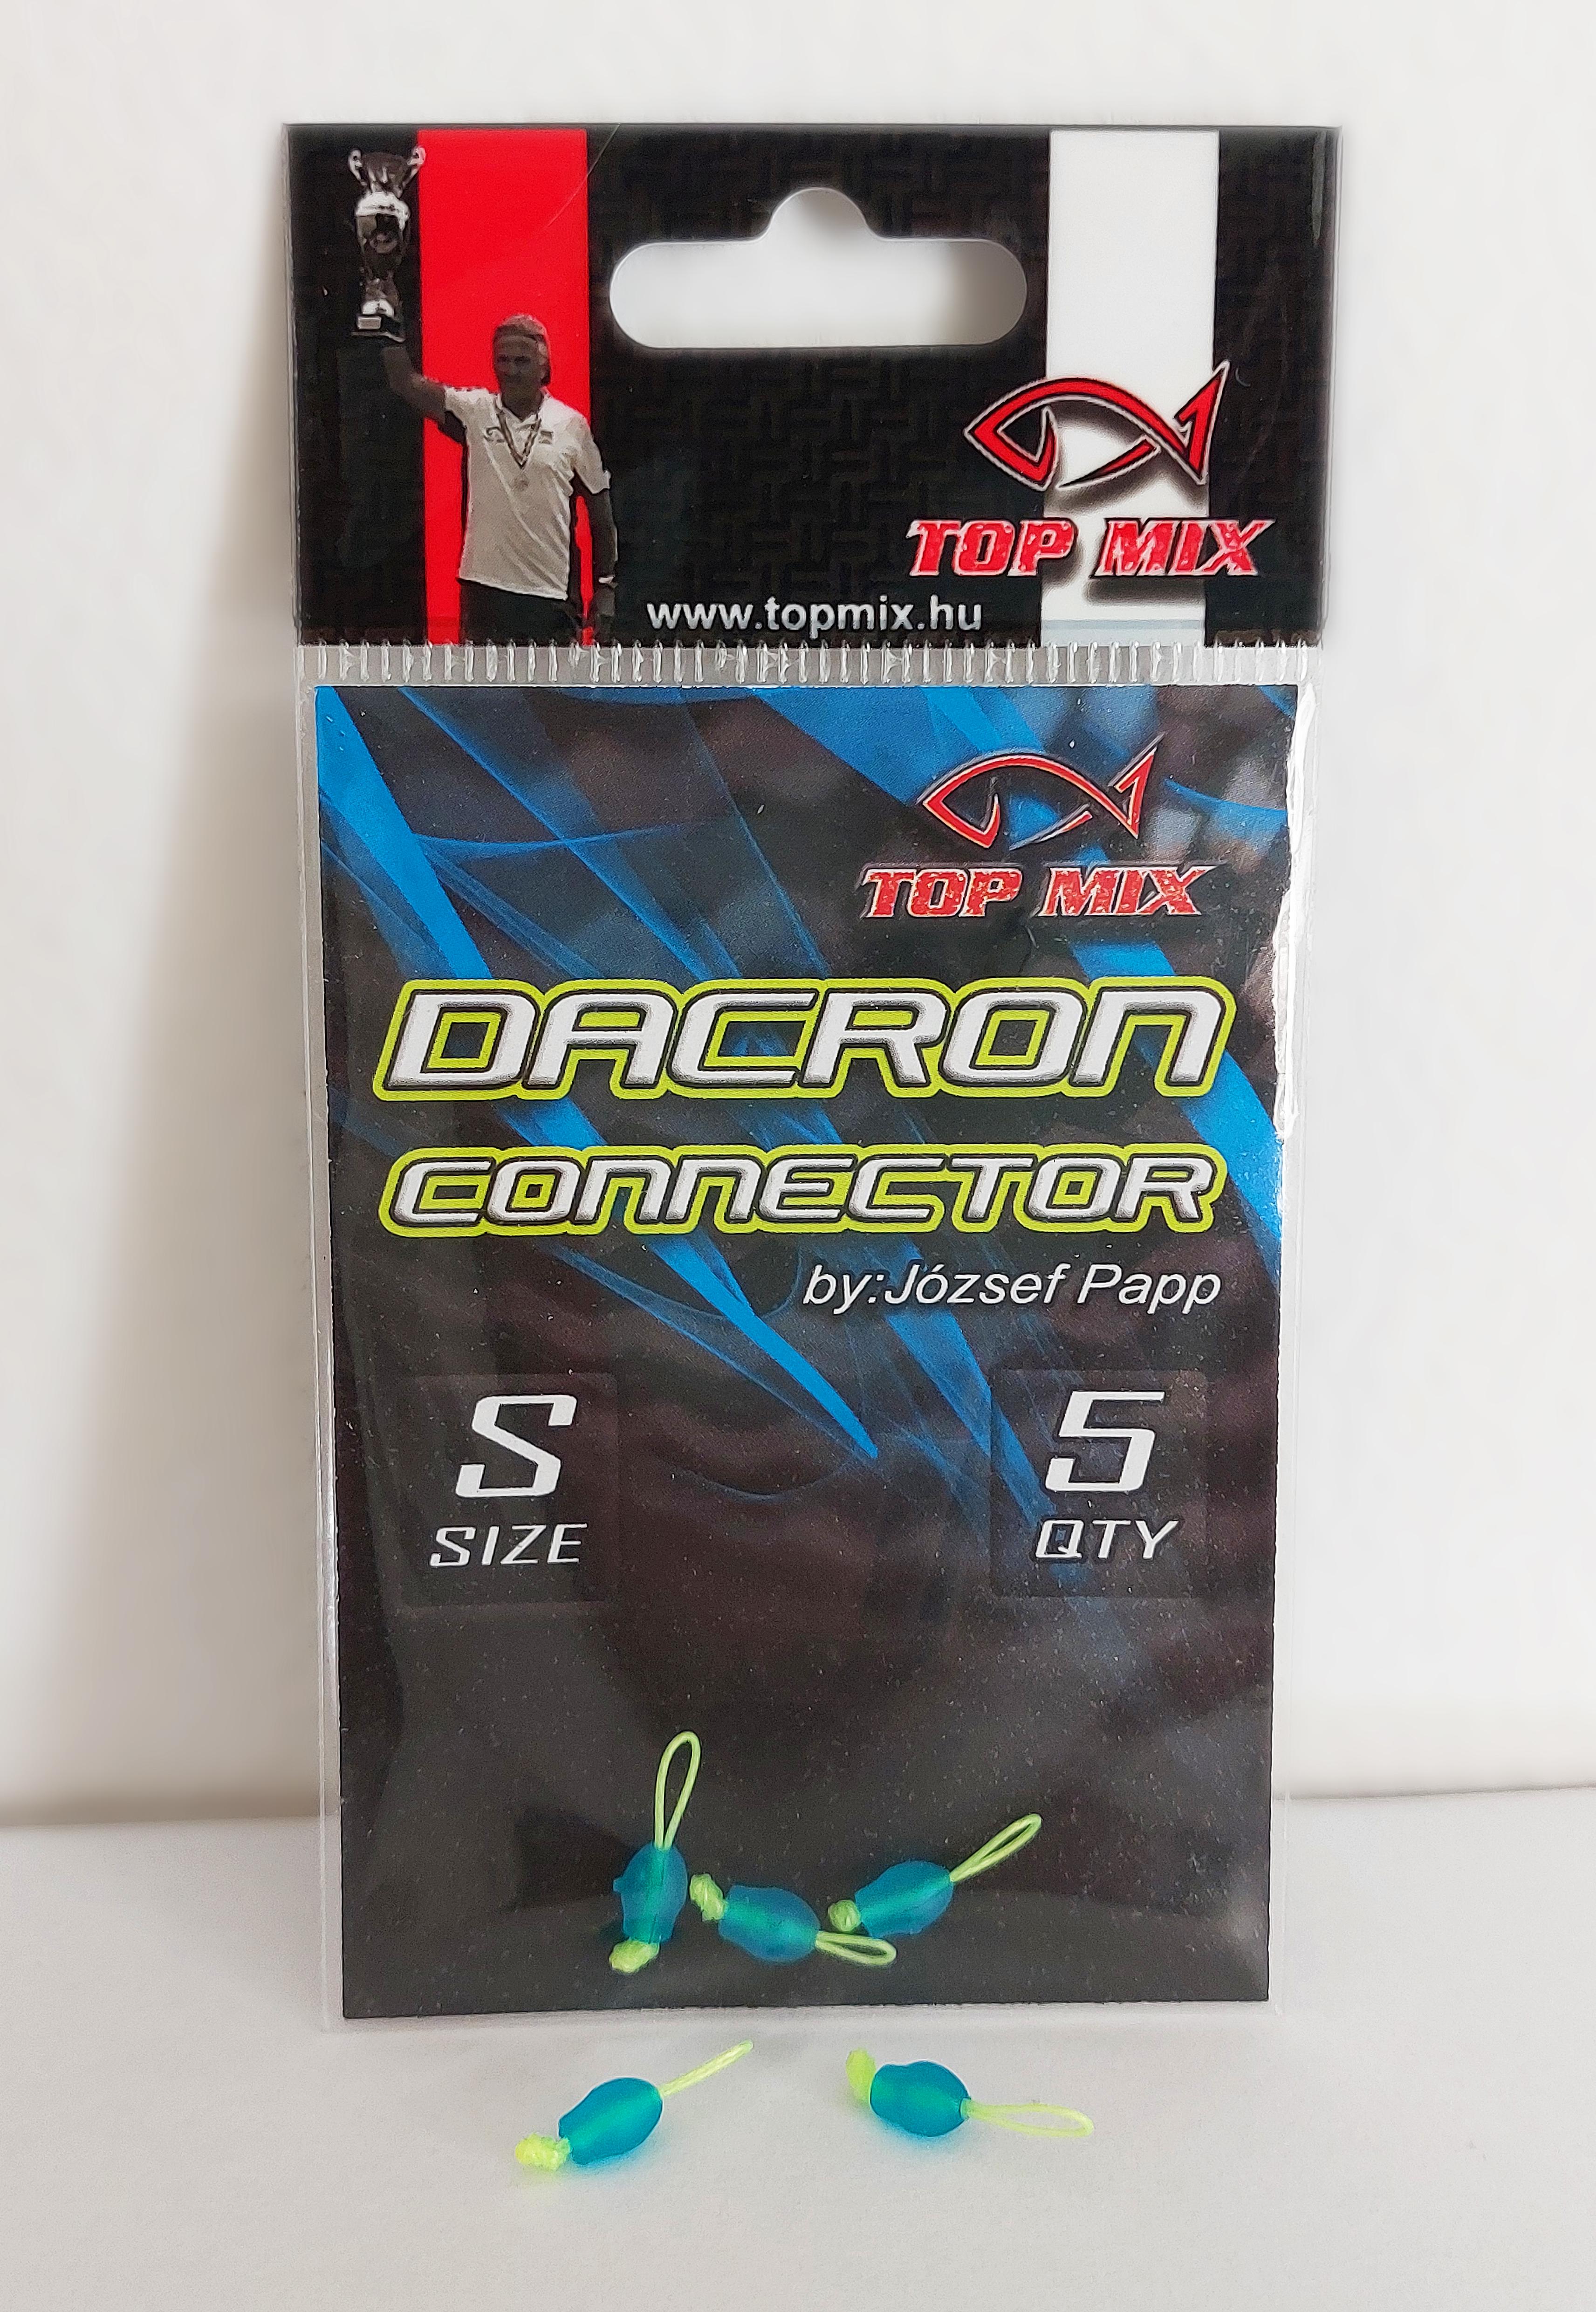 TOP MIX
www.topmix.hu
TOP MIX
DACRON
CONNECTOR
by:József Papp
S
SIZE
5
QTY